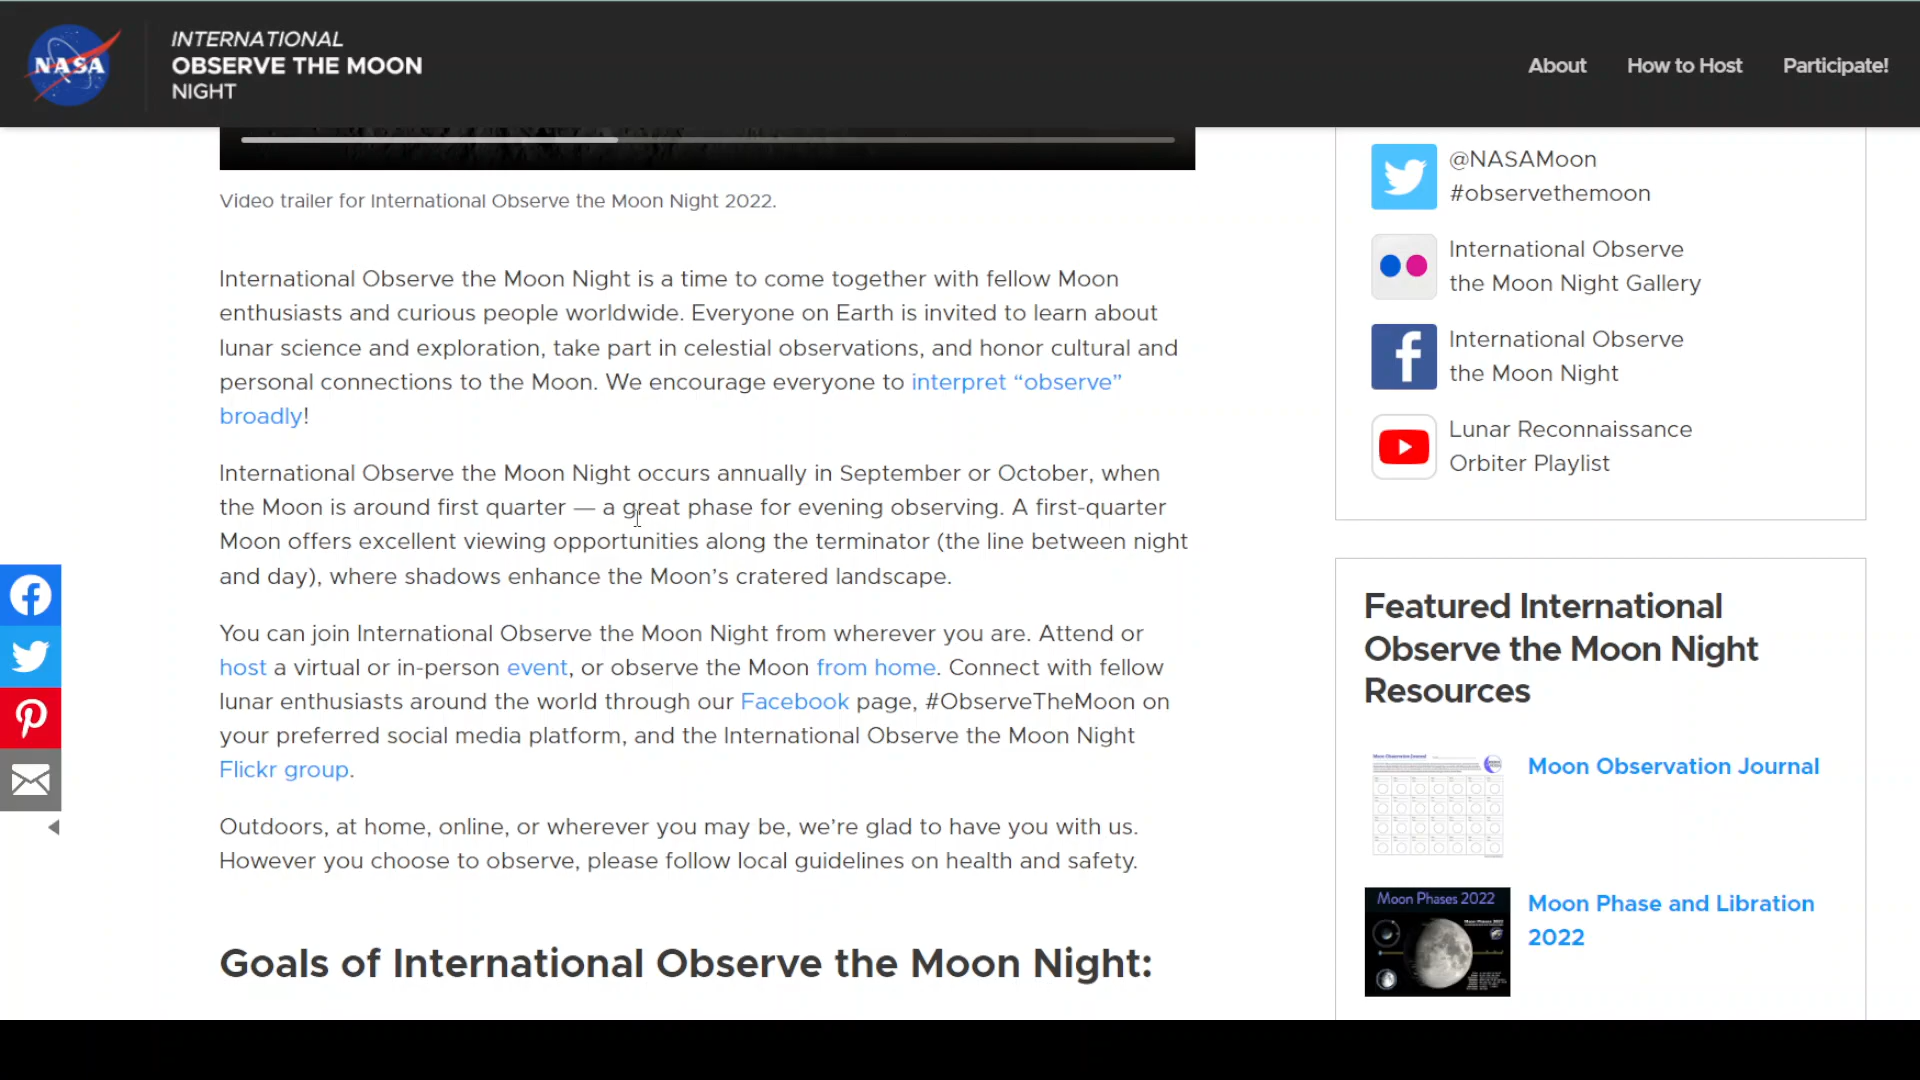 NASA
INTERNATIONAL
OBSERVE THE MOON
NIGHT
About
How to Host
Participate!
Video trailer for International Observe the Moon Night 2022.
International Observe the Moon Night is a time to come together with fellow Moon
enthusiasts and curious people worldwide. Everyone on Earth is invited to learn about
lunar science and exploration, take part in celestial observations, and honor cultural and
personal connections to the Moon. We encourage everyone to interpret “observe”
broadly!
International Observe the Moon Night occurs annually in September or October, when
the Moon is around first quarter — a great phase for evening observing. A first-quarter
Moon offers excellent viewing opportunities along the terminator (the line between night
and day), where shadows enhance the Moon’s cratered landscape.
You can join International Observe the Moon Night from wherever you are. Attend or
host a virtual or in-person event, or observe the Moon from home. Connect with fellow
lunar enthusiasts around the world through our Facebook page, #ObserveTheMoon on
your preferred social media platform, and the International Observe the Moon Night
Flickr group.
Outdoors, at home, online, or wherever you may be, we’re glad to have you with us.
However you choose to observe, please follow local guidelines on health and safety.
Goals of International Observe the Moon Night:
@NASAMoon
#observethemoon
International Observe
the Moon Night Gallery
International Observe
the Moon Night
Lunar Reconnaissance
Orbiter Playlist
Featured International
Observe the Moon Night
Resources
Moon Observation Journal
Moon Observation Journal
Moon Phases 2022
Moon Phase and Libration
2022